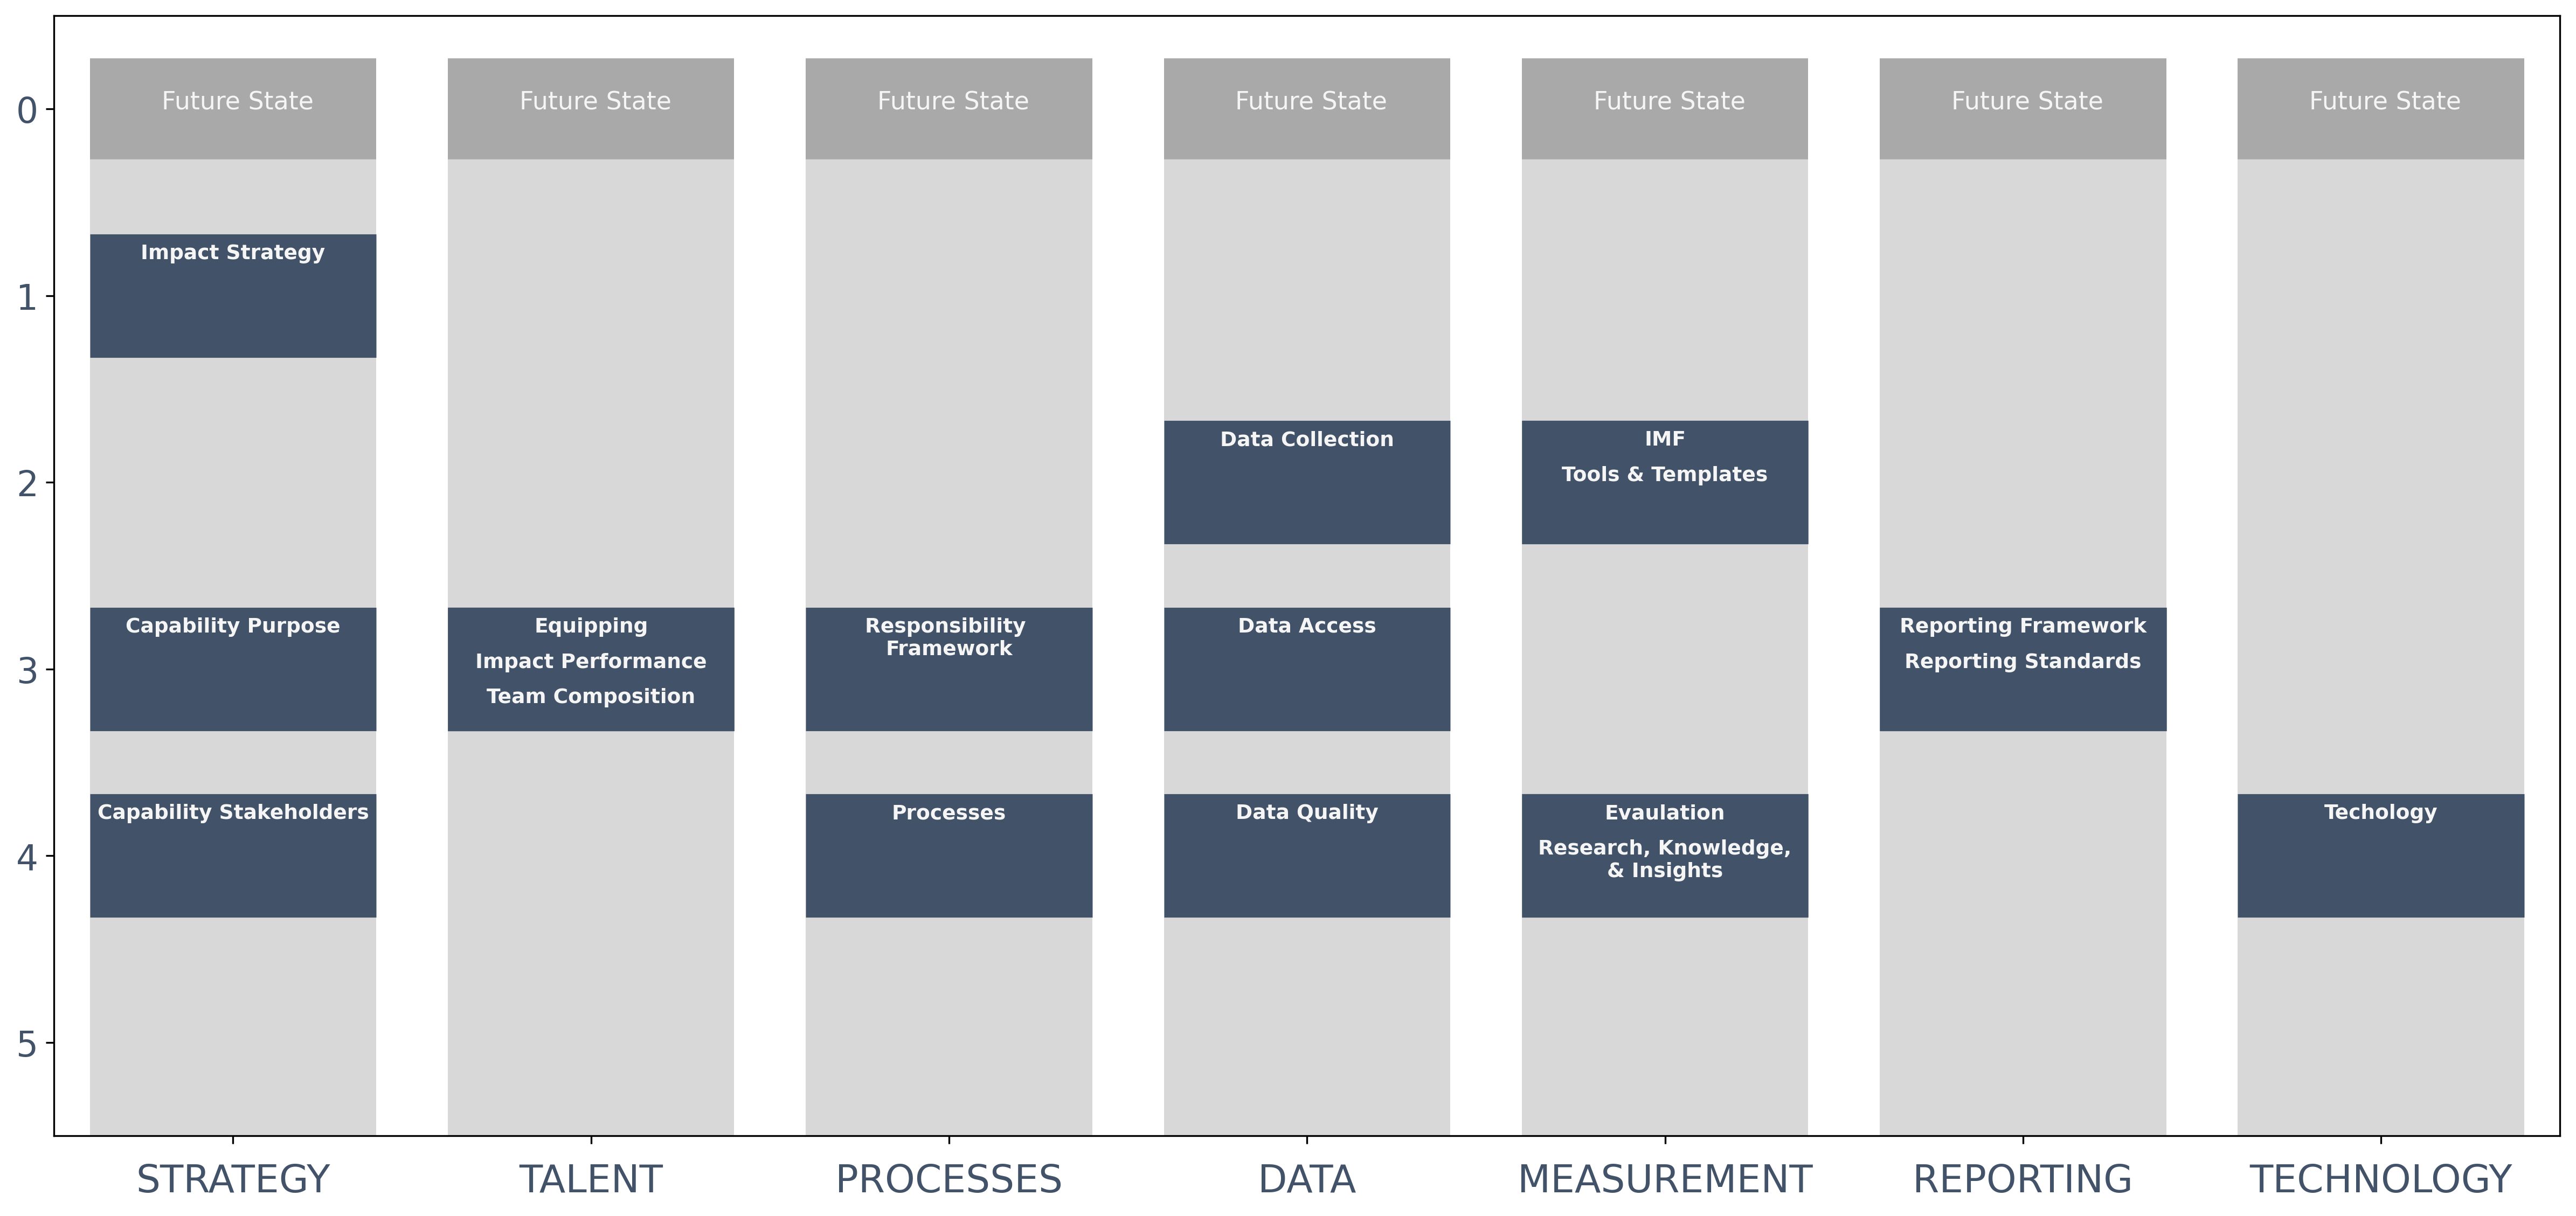 0
Future State
Future State
Future State
Future State
Future State
Future State
Future State
Impact Strategy
1
Data Collection
IMF
2
Tools & Templates
Capability Purpose
Equipping
Responsibility
Framework
Data Access
Reporting Framework
3
Impact Performance
Reporting Standards
Team Composition
Capability Stakeholders
Processes
Data Quality
Evaulation
Techology
4
Research, Knowledge,
& Insights
5
STRATEGY
TALENT
PROCESSES
DATA
MEASUREMENT
REPORTING
TECHNOLOGY